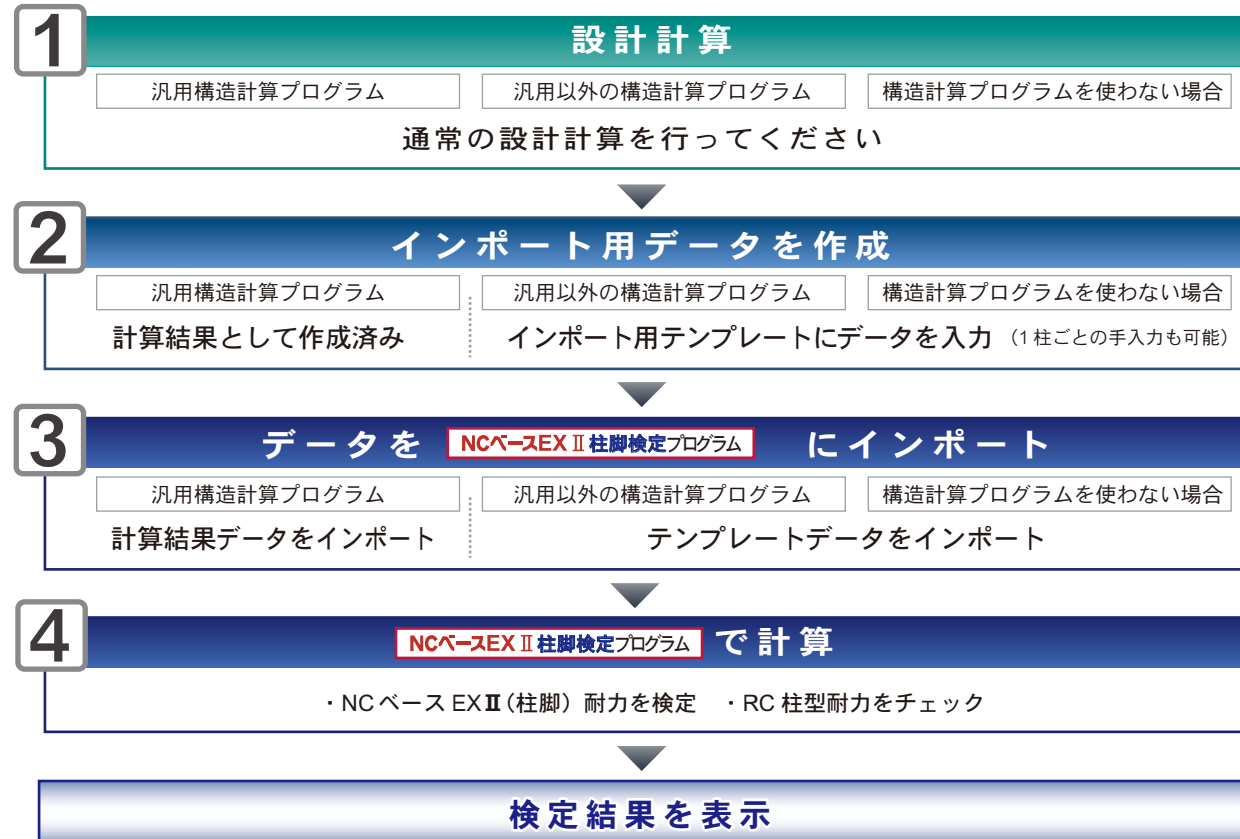 1
設計計算
汎用構造計算プログラム
汎用以外の構造計算プログラム
構造計算プログラムを使わない場合
通常の設計計算を行ってください
2
インポート用データを作成
汎用構造計算プログラム
汎用以外の構造計算プログラム
構造計算プログラムを使わない場合
計算結果として作成済み
インポート用テンプレートにデータを入力（1柱ごとの手入力も可能）
3
データを NCベースEXⅡ柱脚検定プログラム にインポート
汎用構造計算プログラム
汎用以外の構造計算プログラム
構造計算プログラムを使わない場合
計算結果データをインポート
テンプレートデータをインポート
4
NCベースEXⅡ柱脚検定プログラム で計算
・NCベースEXⅡ（柱脚）耐力を検定 ・RC柱型耐力をチェック
検定結果を表示